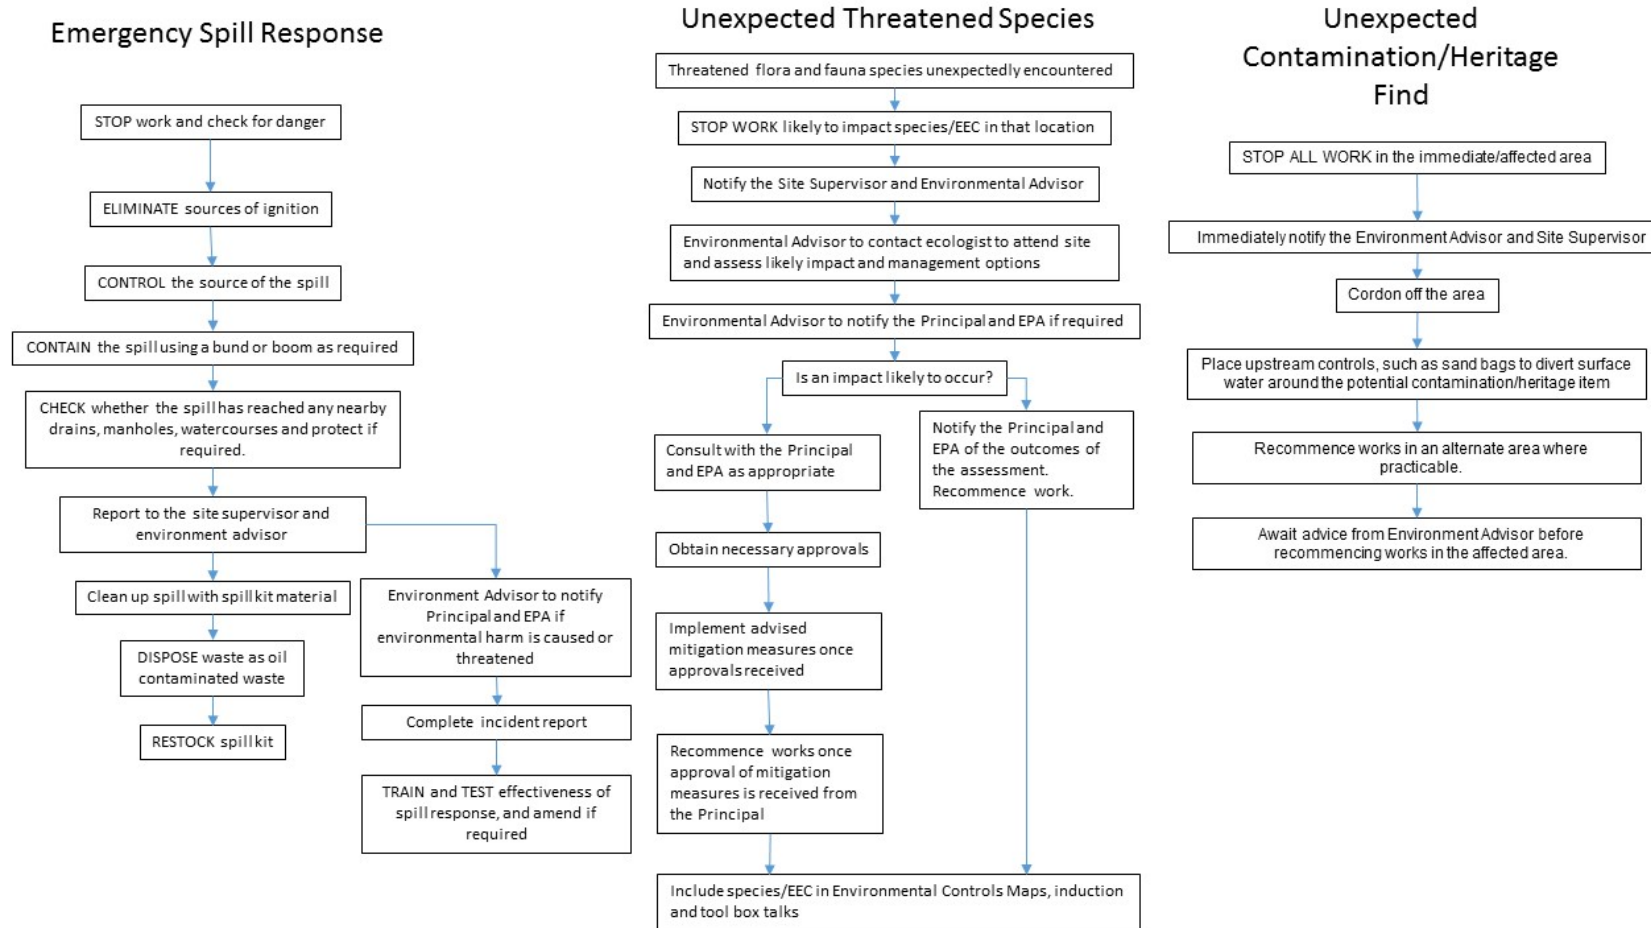 Emergency Spill Response
STOP work and check for danger
ELIMINATE sources of ignition
CONTROL the source of the spill
CONTAIN the spill using a bund or boom as required
CHECK whether the spill has reached any nearby
drains, manholes, watercourses and protect if
required.
Report to the site supervisor and
environment advisor
Clean up spill with spill kit material
DISPOSE waste as oil
contaminated waste
RESTOCK spill kit
Environment Advisor to notify
Principal and EPA if
environmental harm is caused or
threatened
Complete incident report
TRAIN and TEST effectiveness of
spill response, and amend if
required
Unexpected Threatened Species
Threatened flora and fauna species unexpectedly encountered
STOP WORK likely to impact species/EEC in that location
Notify the Site Supervisor and Environmental Advisor
Environmental Advisor to contact ecologist to attend site
and assess likely impact and management options
Environmental Advisor to notify the Principal and EPA if required
Is an impact likely to occur?
Consult with the Principal
and EPA as appropriate
Obtain necessary approvals
Implement advised
mitigation measures once
approvals received
Recommence works once
approval of mitigation
measures is received from
the Principal
Notify the Principal and
EPA of the outcomes of
the assessment.
Recommence work.
Include species/EEC in Environmental Controls Maps, induction
and tool box talks
Unexpected
Contamination/Heritage
Find
STOP ALL WORK in the immediate/affected area
Immediately notify the Environment Advisor and Site Supervisor
Cordon off the area
Place upstream controls, such as sand bags to divert surface
water around the potential contamination/heritage item
Recommence works in an alternate area where
practicable.
Await advice from Environment Advisor before
recommencing works in the affected area.